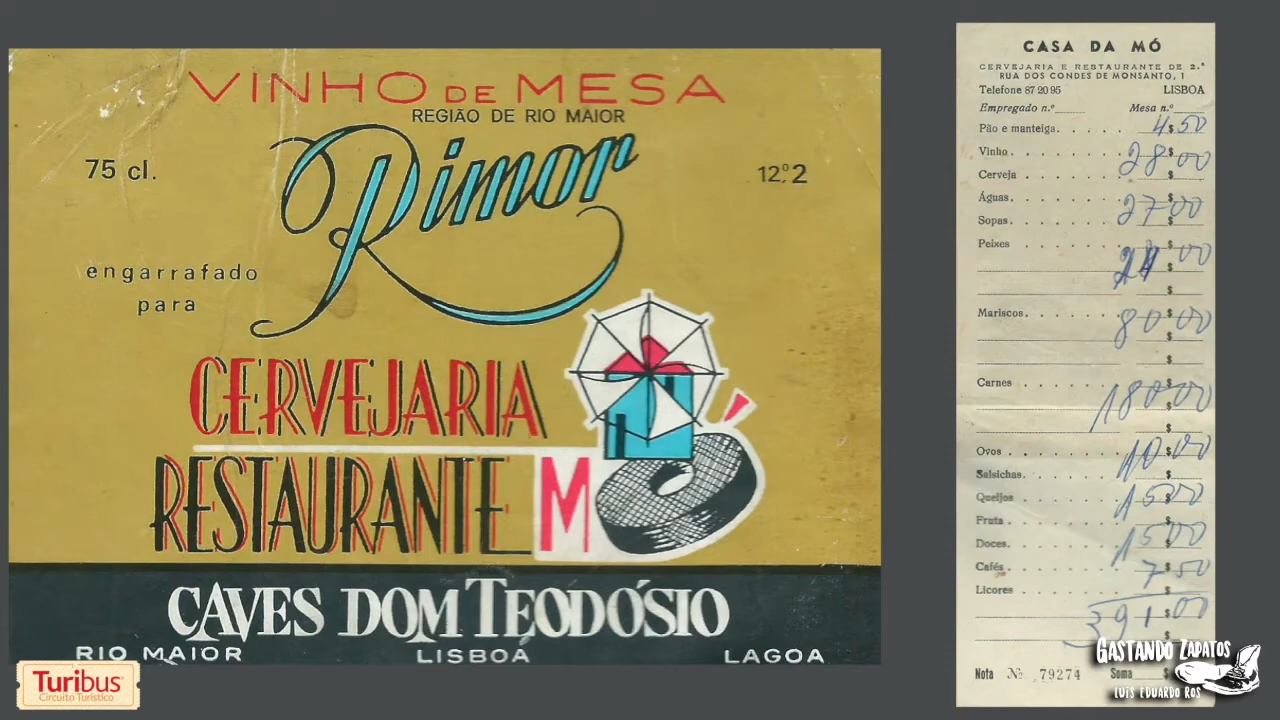 VINHO DE MESA
REGIÃO DE RIO MAIOR
Rimor
75 cl.
12,º2
engarrafado
para
CERVEJARIA
RESTAURANTE MÓ
CAVES DOM TEODÓSIO
RIO MAIOR LISBOA LAGOA
Turibus
Circuito Turístico
CASA DA MÓ
CERVEJARIA E RESTAURANTE DE 2.ª
RUA DOS CONDES DE MONSANTO, 1
Telefone 87 20 95 LISBOA
Empregado n.º Mesa n.º
Pão e manteiga. 4$50
Vinho 28$00
Cerveja $
Águas. 27$00
Sopas $
Peixes $00
$
$
Mariscos. 80$00
$
$
Carnes 180$00
$
Ovos 10$00
Salsichas. $
Queijos 15$00
Fruta $
Doces. 15$00
Cafés 7$50
Licores $
391$00
$
Nota Nº 79274 Soma $
GASTANDO ZAPATOS
LUIS EDUARDO ROS